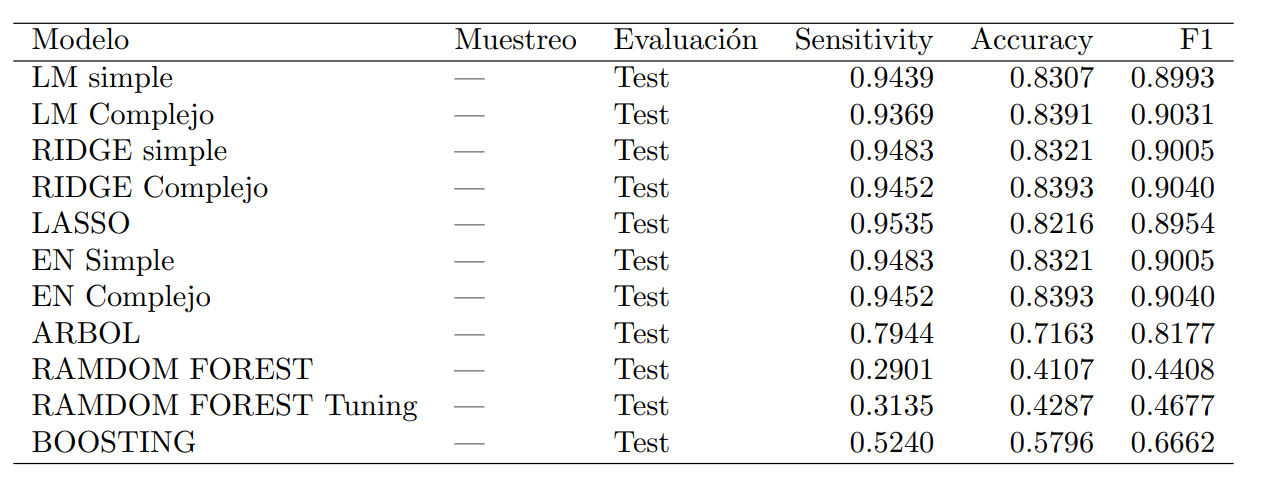 Modelo Muestreo Evaluación Sensitivity Accuracy F1
LM simple — Test 0.9439 0.8307 0.8993
LM Complejo — Test 0.9369 0.8391 0.9031
RIDGE simple — Test 0.9483 0.8321 0.9005
RIDGE Complejo — Test 0.9452 0.8393 0.9040
LASSO — Test 0.9535 0.8216 0.8954
EN Simple — Test 0.9483 0.8321 0.9005
EN Complejo — Test 0.9452 0.8393 0.9040
ARBOL — Test 0.7944 0.7163 0.8177
RAMDOM FOREST — Test 0.2901 0.4107 0.4408
RAMDOM FOREST Tuning — Test 0.3135 0.4287 0.4677
BOOSTING — Test 0.5240 0.5796 0.6662